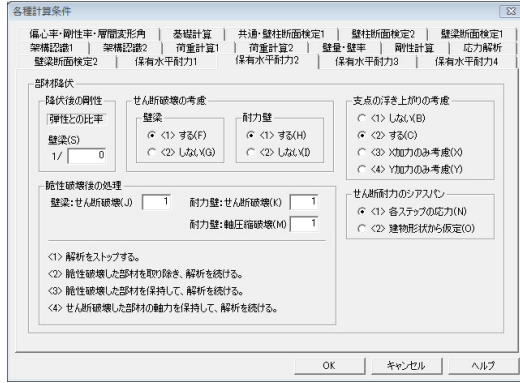 各種計算条件
偏心率・剛性率・層間変形角 基礎計算 共通・壁柱断面検定1 壁柱断面検定2 壁梁断面検定1
架構認識1 架構認識2 荷重計算1 荷重計算2 壁量・壁率 剛性計算 応力解析
壁梁断面検定2 保有水平耐力1 保有水平耐力2 保有水平耐力3 保有水平耐力4
部材降伏
降伏後の剛性
弾性との比率
壁梁(S)
1/ 0
せん断破壊の考慮
壁梁
<1> する(F)
<2> しない(G)
耐力壁
<1> する(H)
<2> しない(I)
支点の浮き上がりの考慮
<1> しない(B)
<2> する(C)
<3> X加力のみ考慮(X)
<4> Y加力のみ考慮(Y)
脆性破壊後の処理
壁梁:せん断破壊(J) 1 耐力壁:せん断破壊(K) 1
耐力壁:軸圧縮破壊(M) 1
<1> 解析をストップする。
<2> 脆性破壊した部材を取り除き、解析を続ける。
<3> 脆性破壊した部材を保持して、解析を続ける。
<4> せん断破壊した部材の軸力を保持して、解析を続ける。
せん断耐力のシアスパン
<1> 各ステップの応力(N)
<2> 建物形状から仮定(O)
OK キャンセル ヘルプ